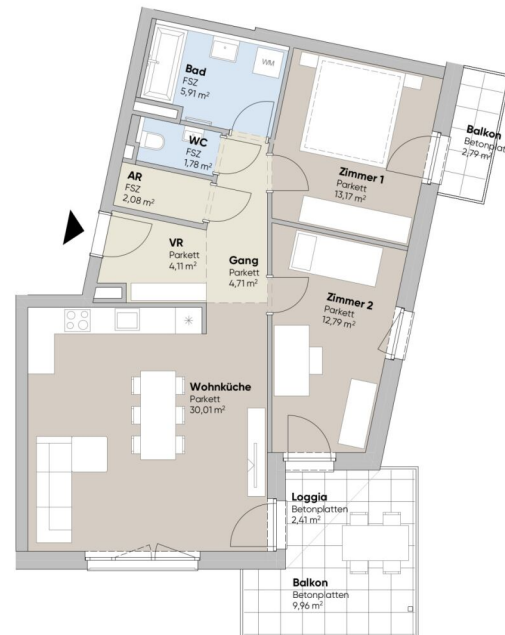 Bad
FSZ
5,91 m²
WM
WC
FSZ
1,78 m²
AR
FSZ
2,08 m²
VR
Parkett
4,11 m²
Gang
Parkett
4,71 m²
Zimmer 1
Parkett
13,17 m²
Balkon
Betonplatt
2,79 m²
Zimmer 2
Parkett
12,79 m²
Wohnküche
Parkett
30,01 m²
Loggia
Betonplatten
2,41 m²
Balkon
Betonplatten
9,96 m²